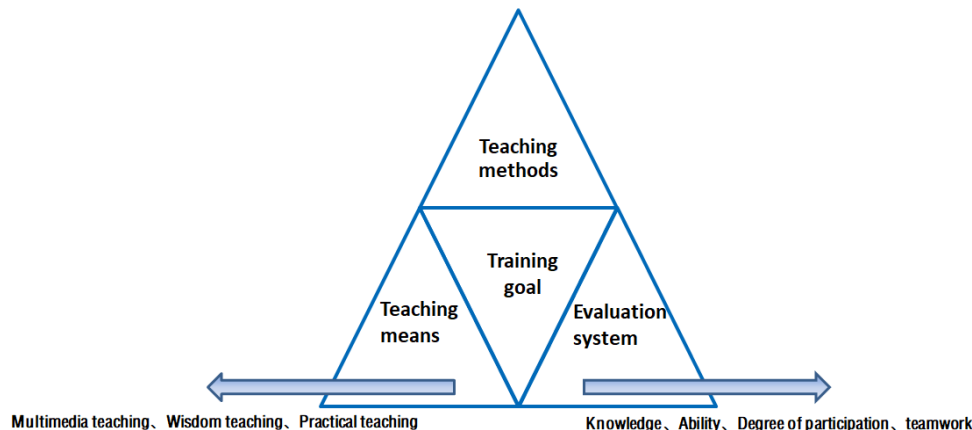 Teaching
methods
Training
goal
Teaching
means
Evaluation
system
Multimedia teaching、Wisdom teaching、Practical teaching
Knowledge、Ability、Degree of participation、teamwork